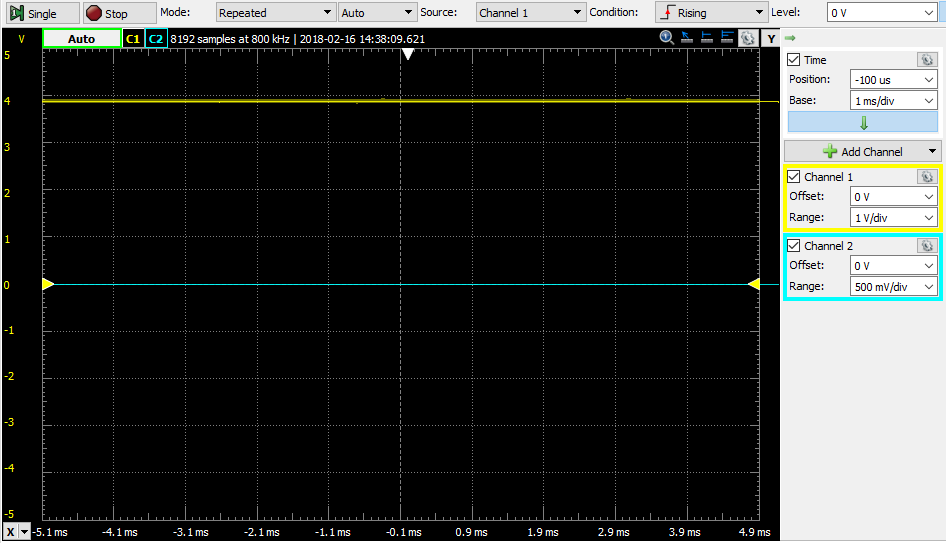 Single Stop Mode: Repeated Auto Source: Channel 1 Condition: Rising Level: 0 V
V Auto C1 C2 8192 samples at 800 kHz | 2018-02-16 14:38:09.621 Y
5
4
3
2
1
0
-1
-2
-3
-4
-5
X -5.1 ms -4.1 ms -3.1 ms -2.1 ms -1.1 ms -0.1 ms 0.9 ms 1.9 ms 2.9 ms 3.9 ms 4.9 ms
Time
Position: -100 us
Base: 1 ms/div
Add Channel
Channel 1
Offset: 0 V
Range: 1 V/div
Channel 2
Offset: 0 V
Range: 500 mV/div